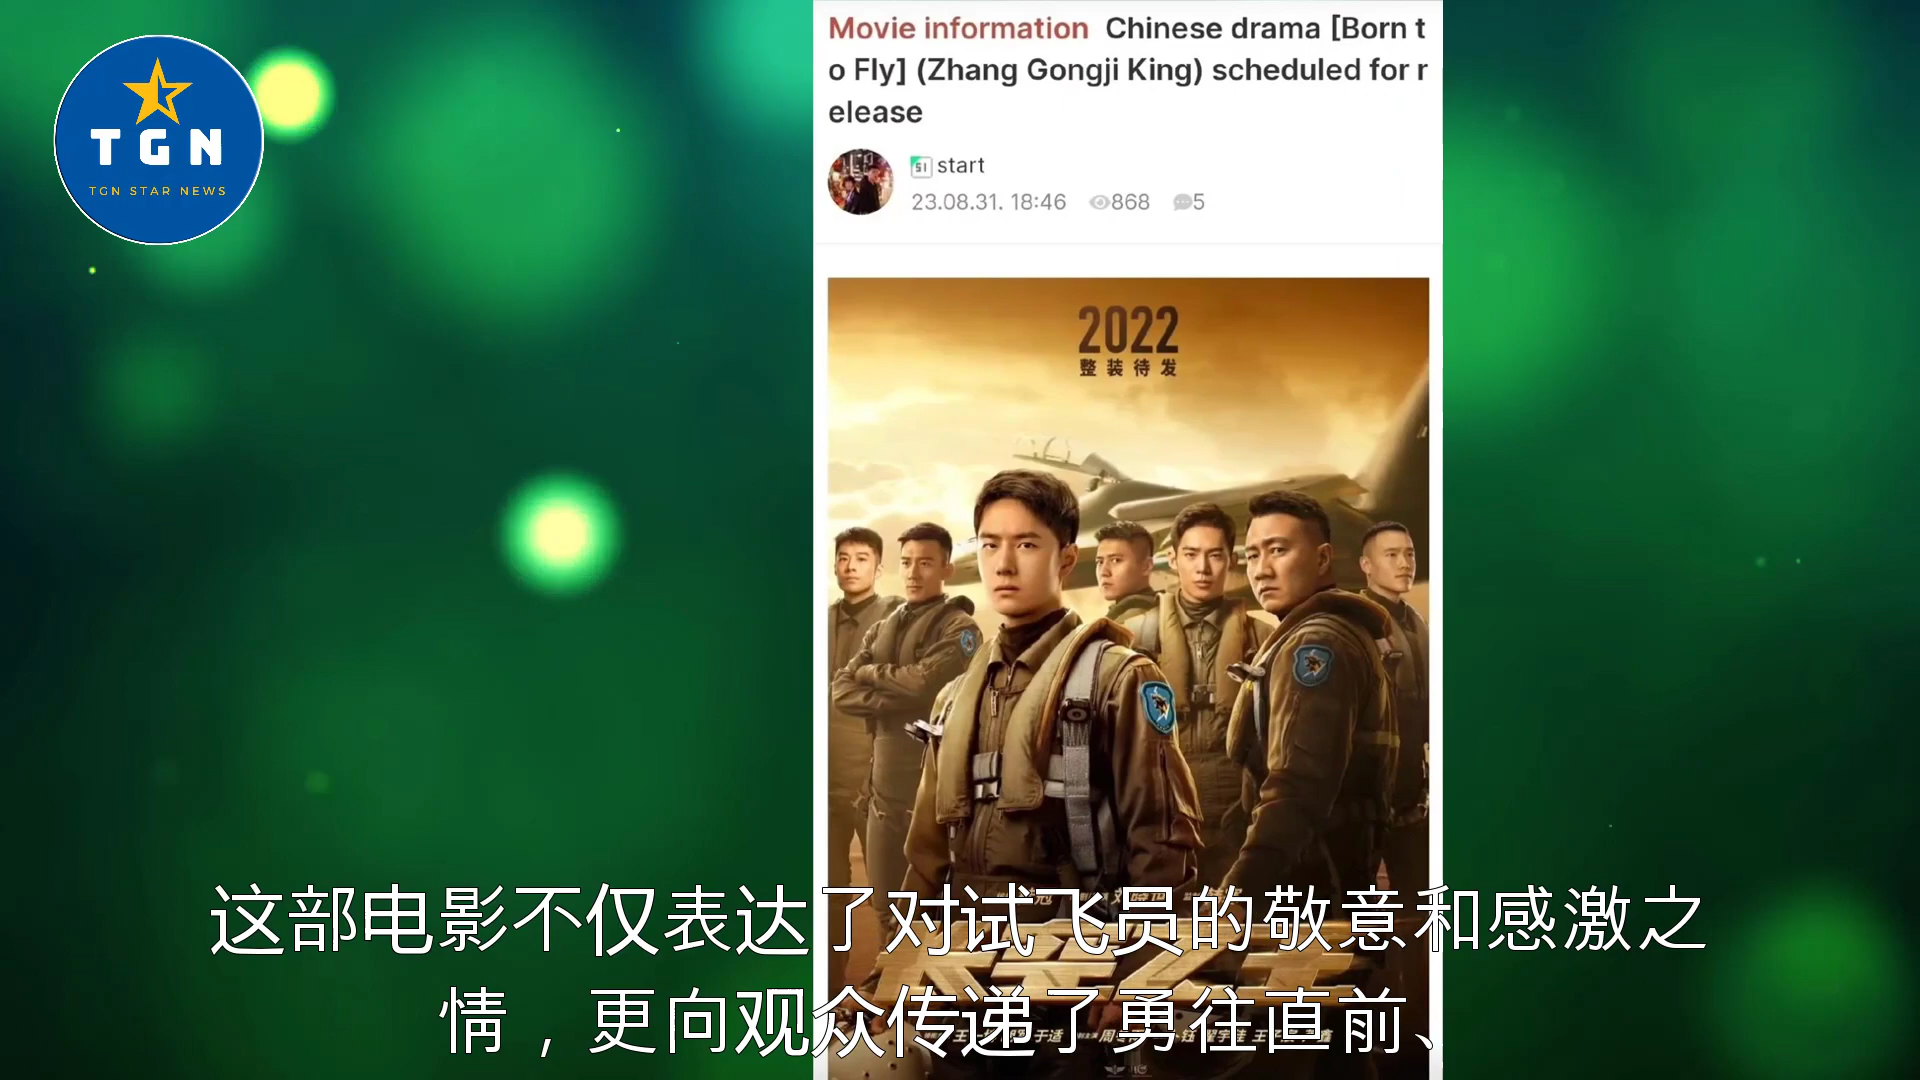 TGN
TGN STAR NEWS
Movie information Chinese drama [Born t
o Fly] (Zhang Gongji King) scheduled for r
elease
51 start
23.08.31. 18:46 868 5
2022
整装待发
这部电影不仅表达了对试飞员的敬意和感激之
情，更向观众传递了勇往直前、